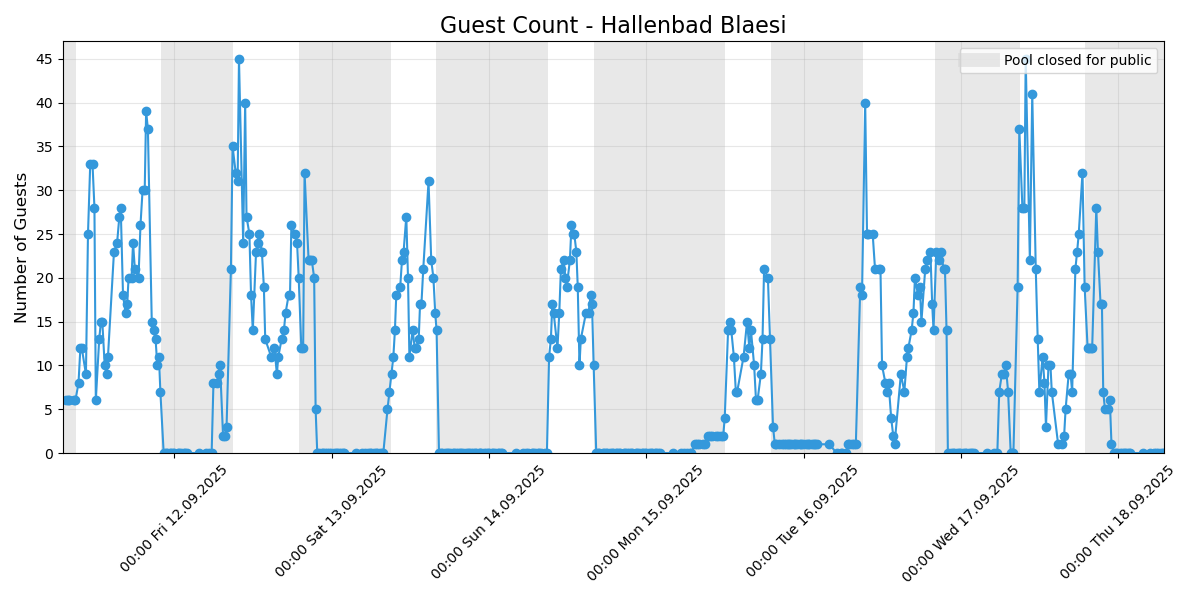 Guest Count - Hallenbad Blaesi
Pool closed for public
Number of Guests
45
40
35
30
25
20
15
10
5
0
00:00 Fri 12.09.2025
00:00 Sat 13.09.2025
00:00 Sun 14.09.2025
00:00 Mon 15.09.2025
00:00 Tue 16.09.2025
00:00 Wed 17.09.2025
00:00 Thu 18.09.2025